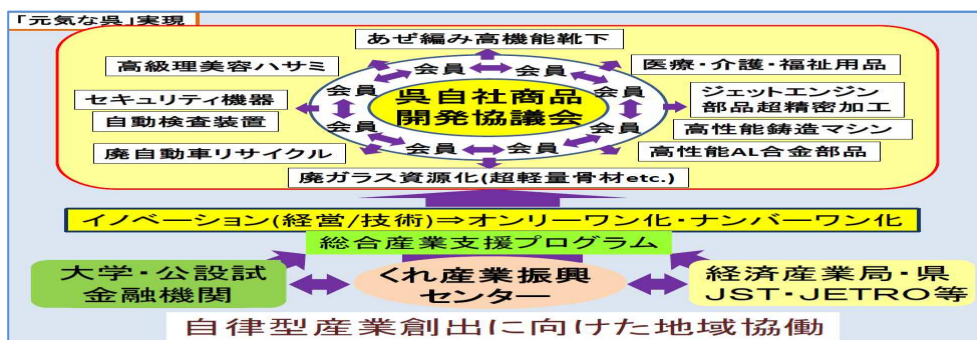 「元気な呉」実現
あぜ編み高機能靴下
高級理美容ハサミ
医療・介護・福祉用品
会員
会員
セキュリティ機器
自動検査装置
会員
呉自社商品
開発協議会
会員
ジェットエンジン
部品超精密加工
会員
会員
高性能鋳造マシン
廃自動車リサイクル
会員
会員
高性能AL合金部品
廃ガラス資源化(超軽量骨材etc.)
イノベーション(経営/技術)⇒オンリーワン化・ナンバーワン化
総合産業支援プログラム
大学・公設試
金融機関
くれ産業振興
センター
経済産業局・県
JST・JETRO等
自律型産業創出に向けた地域協働